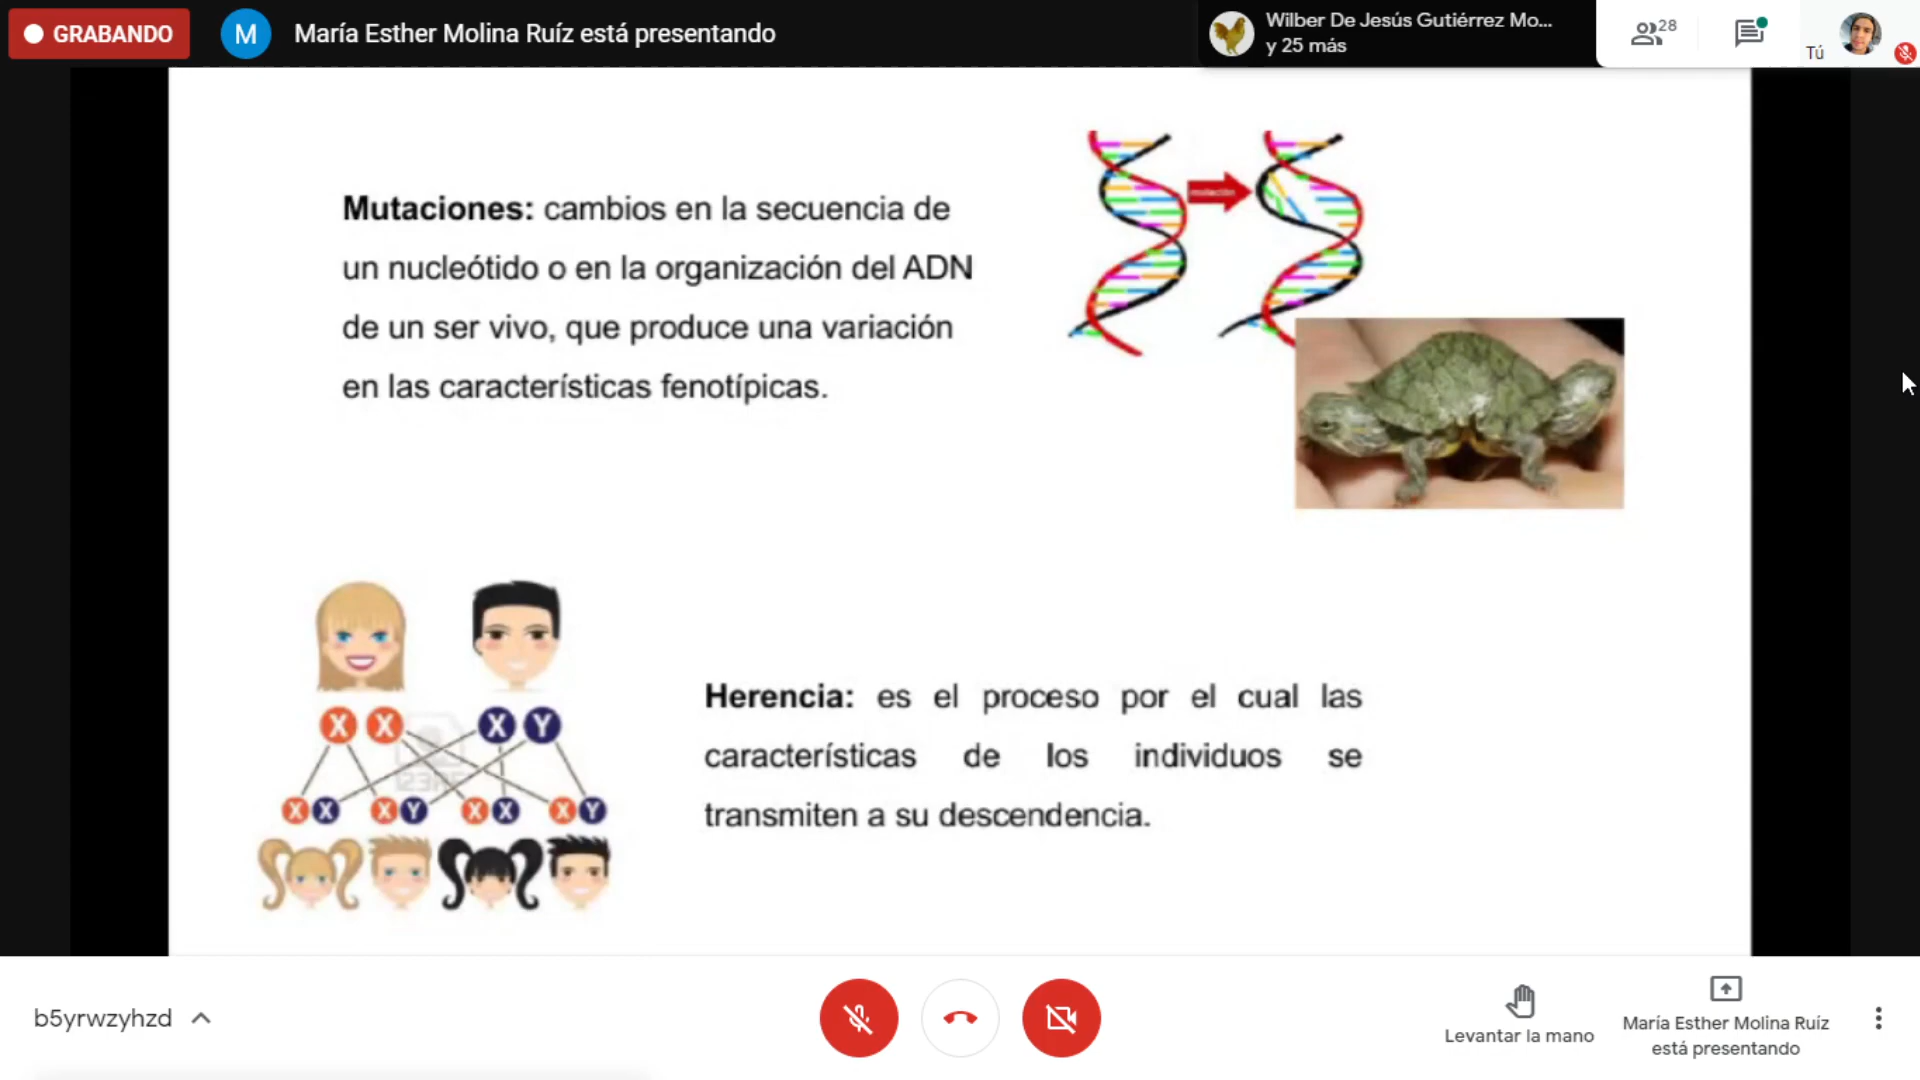 GRABANDO
M
María Esther Molina Ruíz está presentando
Wilber De Jesús Gutiérrez Mo...
y 25 más
28
Tú
Mutaciones: cambios en la secuencia de
un nucleótido o en la organización del ADN
de un ser vivo, que produce una variación
en las características fenotípicas.
X X X Y
X X X Y X X X Y
Herencia: es el proceso por el cual las
características de los individuos se
transmiten a su descendencia.
b5yrwzyhzd
Levantar la mano
María Esther Molina Ruíz
está presentando